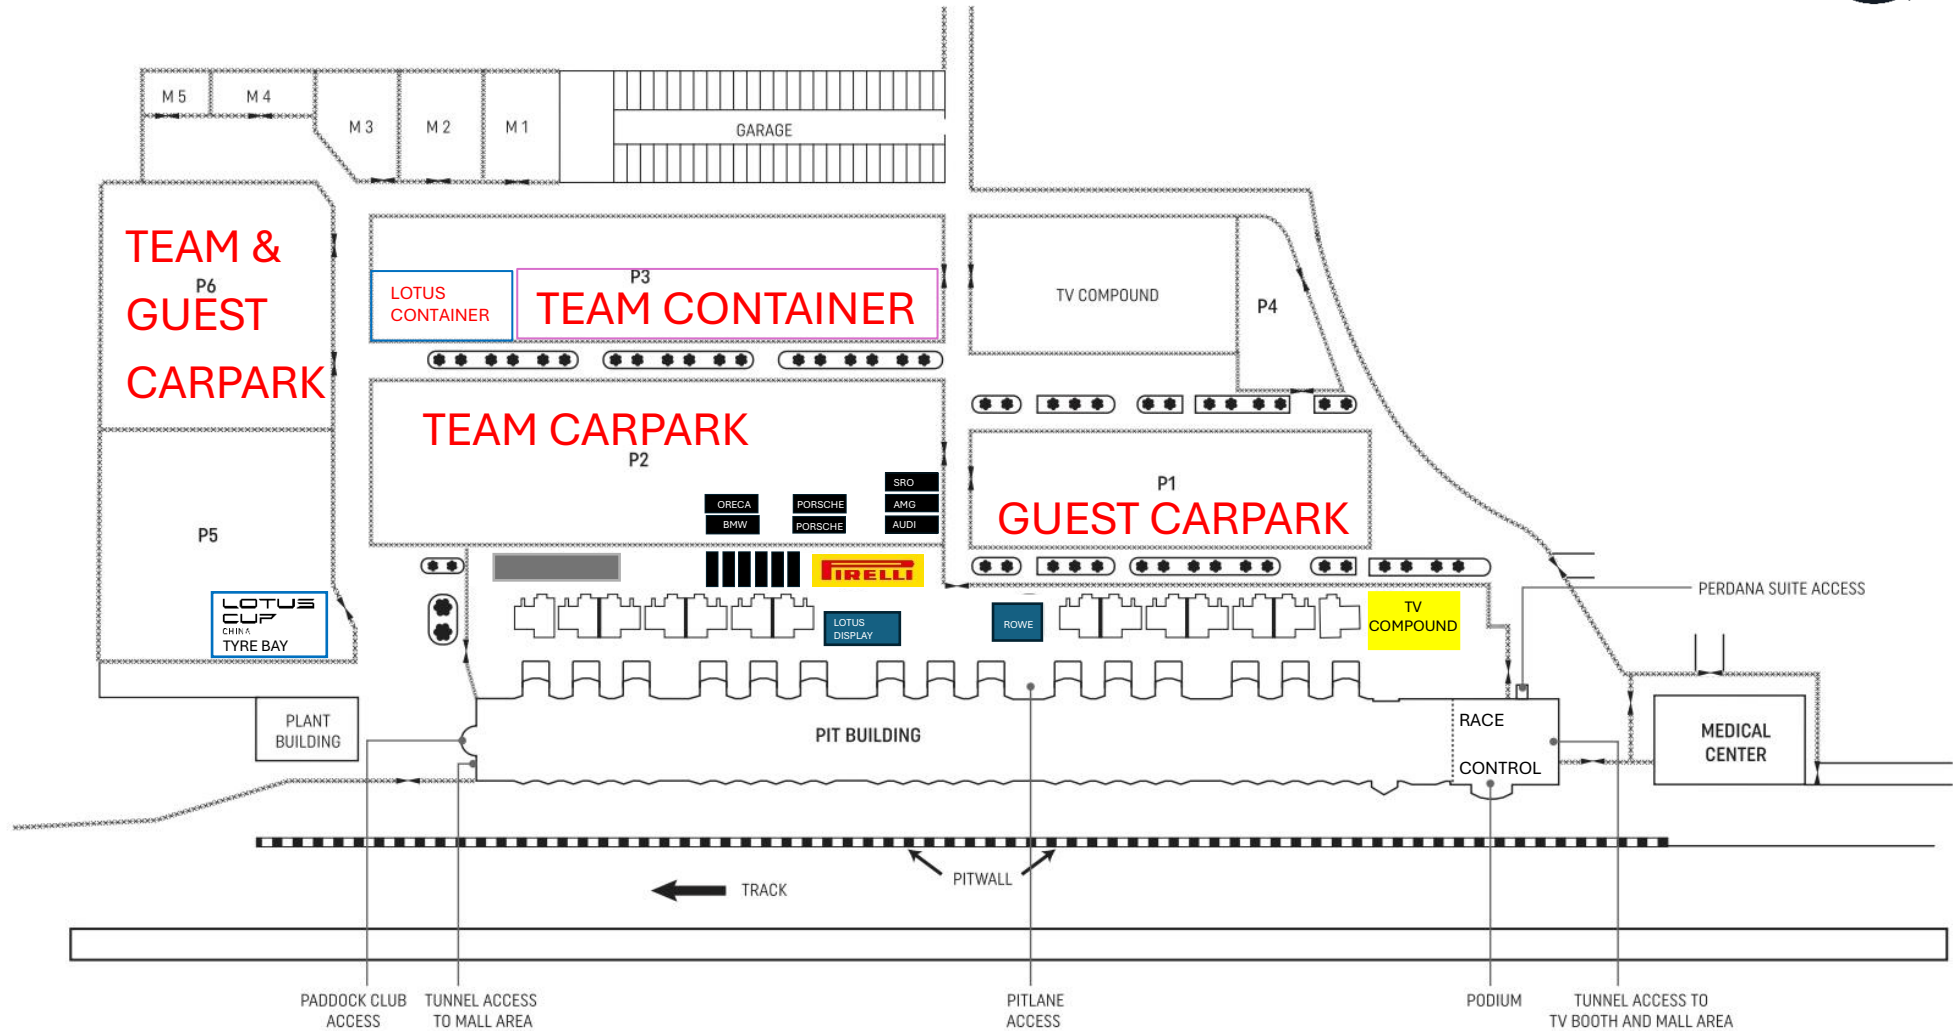 M 5
M 4
M 3
M 2
M 1
GARAGE
TEAM &
P6
GUEST
CARPARK
LOTUS
CONTAINER
P3
TEAM CONTAINER
TV COMPOUND
P4
TEAM CARPARK
P2
SRO
ORECA
PORSCHE
AMG
BMW
PORSCHE
AUDI
P1
GUEST CARPARK
P5
PIRELLI
LOTUS
CUP
CHINA
TYRE BAY
LOTUS
DISPLAY
ROWE
TV
COMPOUND
PERDANA SUITE ACCESS
PLANT
BUILDING
PIT BUILDING
RACE
CONTROL
MEDICAL
CENTER
PITWALL
TRACK
PADDOCK CLUB
ACCESS
TUNNEL ACCESS
TO MALL AREA
PITLANE
ACCESS
PODIUM
TUNNEL ACCESS TO
TV BOOTH AND MALL AREA